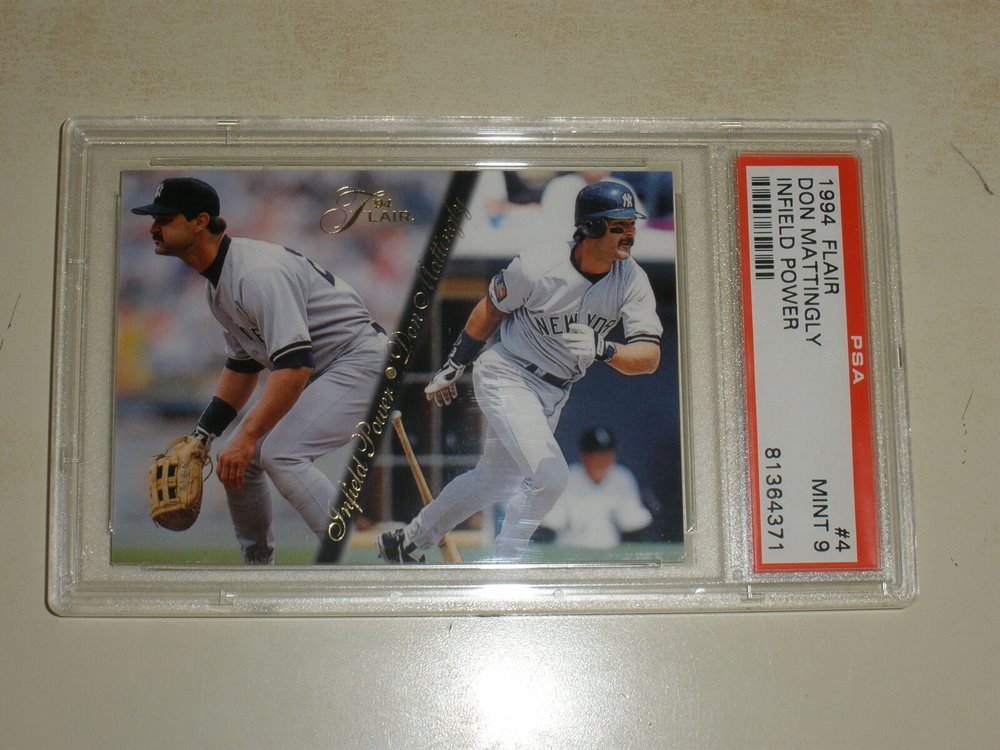 '94
FLAIR
Infield Power • Don Mattingly
NY
NEW YORK
1994 FLAIR
DON MATTINGLY
INFIELD POWER
#4
MINT 9
81364371
PSA